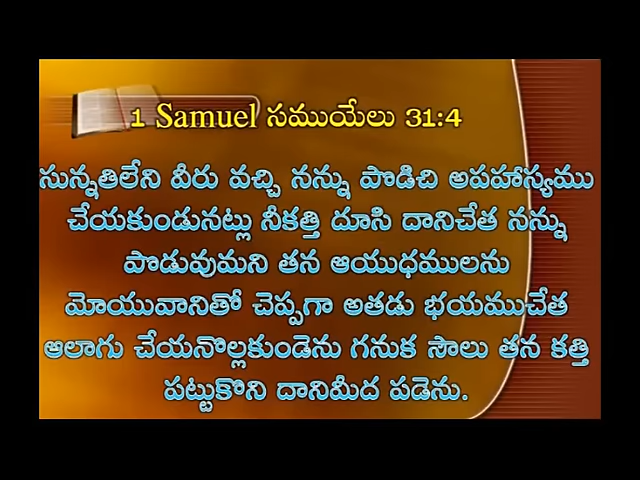 1 Samuel సముయేలు 31:4
సున్నతిలేని వీరు వచ్చి నన్ను పొడిచి అపహాస్యము
చేయకుండునట్లు నీకత్తి దూసి దానిచేత నన్ను
పొడువుమని తన ఆయుధములను
మోయువానితో చెప్పగా అతడు భయముచేత
ఆలాగు చేయనొల్లకుండెను గనుక సౌలు తన కత్తి
పట్టుకొని దానిమీద పడెను.